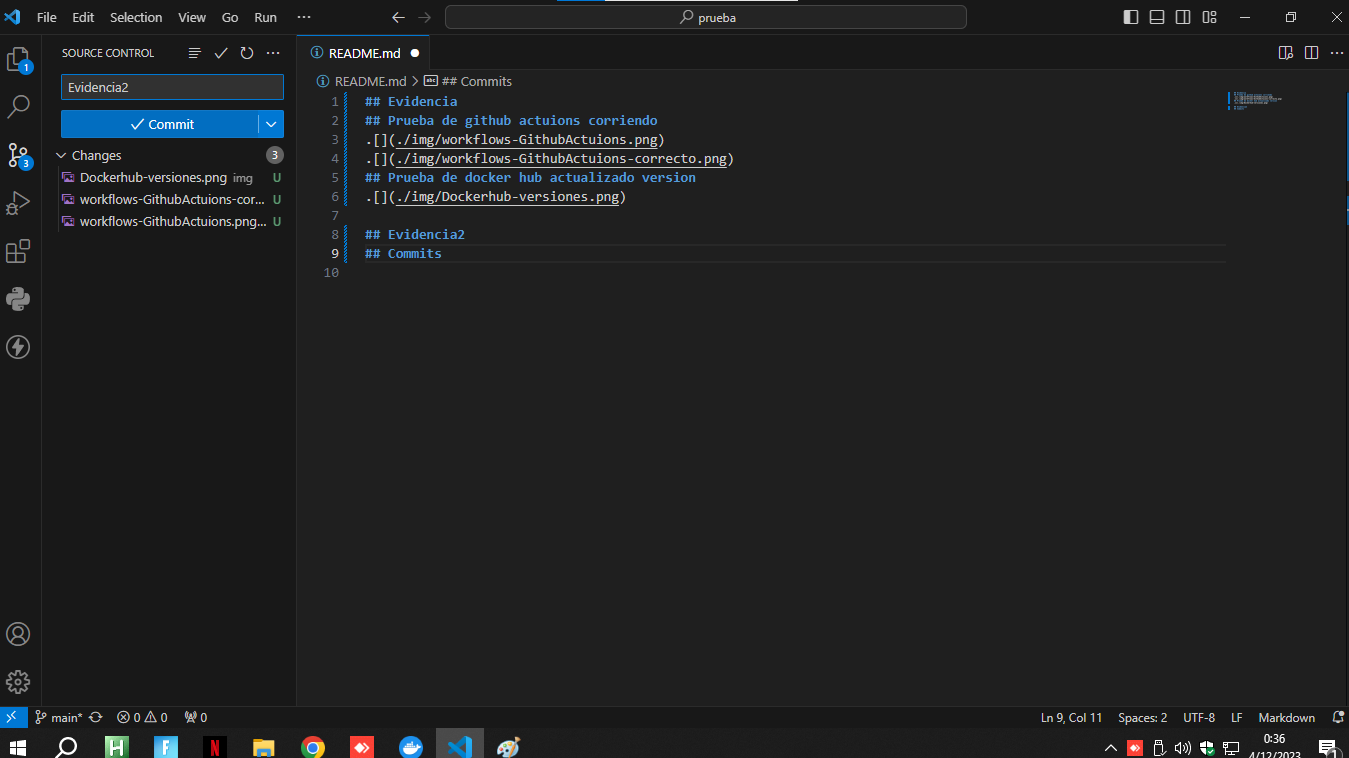 File Edit Selection View Go Run ···
prueba
SOURCE CONTROL
Evidencia2
Commit
Changes 3
Dockerhub-versiones.png img U
workflows-GithubActuions-cor... U
workflows-GithubActuions.png... U
1
3
README.md
README.md > ## Commits
1 ## Evidencia
2 ## Prueba de github actuions corriendo
3 .[](./img/workflows-GithubActuions.png)
4 .[](./img/workflows-GithubActuions-correcto.png)
5 ## Prueba de docker hub actualizado version
6 .[](./img/Dockerhub-versiones.png)
7
8 ## Evidencia2
9 ## Commits
10
main* 0 0 0
Ln 9, Col 11 Spaces: 2 UTF-8 LF Markdown
H F N
0:36
4/12/2023
1